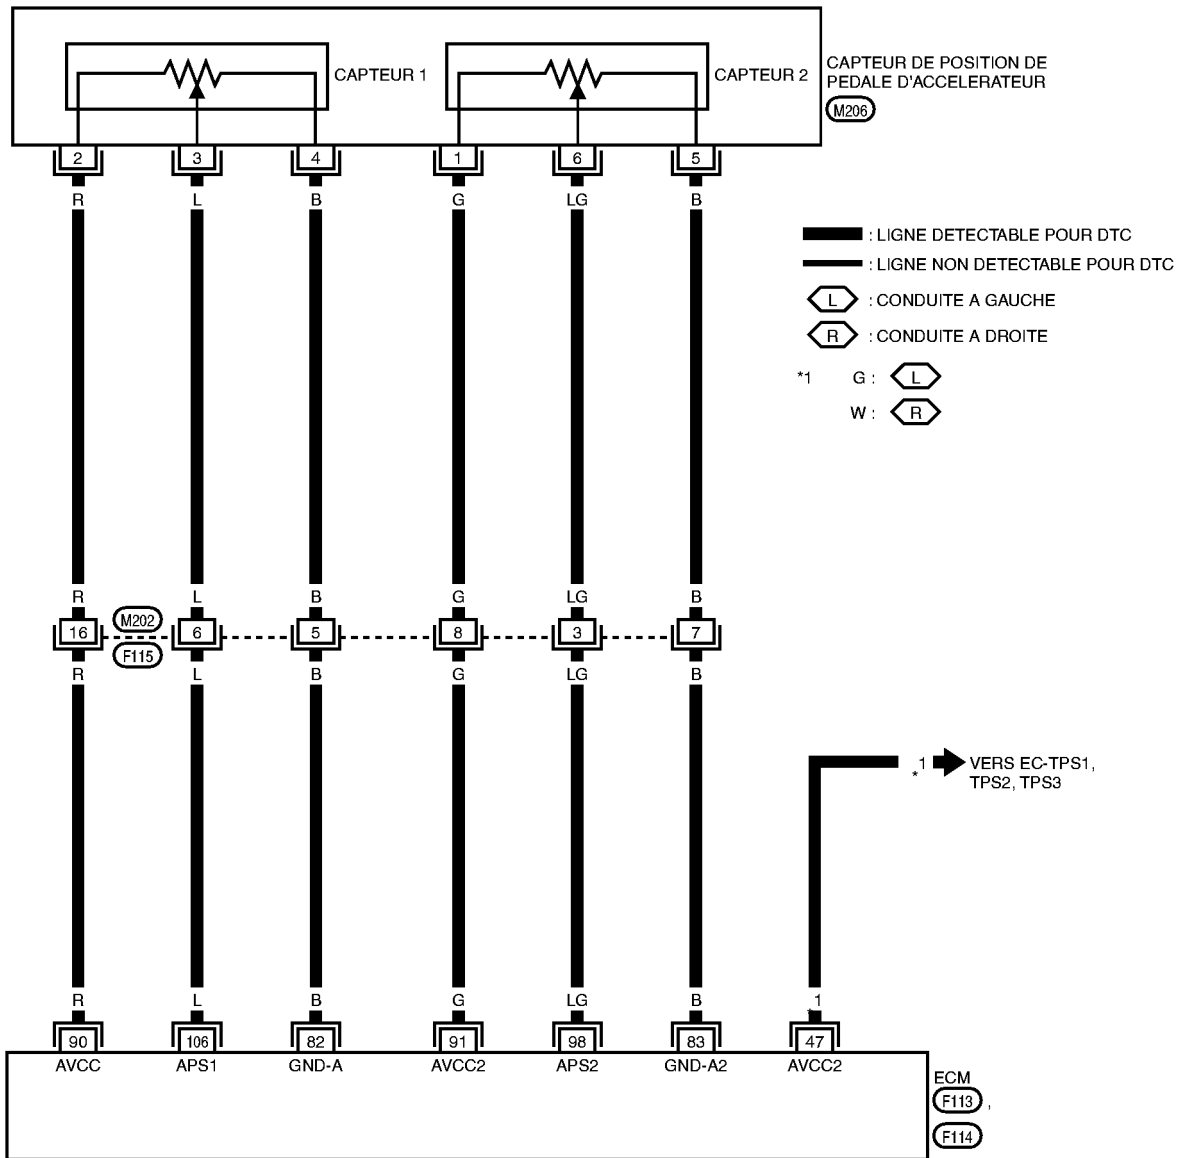 CAPTEUR 1
CAPTEUR 2
CAPTEUR DE POSITION DE
PEDALE D'ACCELERATEUR
M206
2 3 4 1 6 5
R L B G LG B
: LIGNE DETECTABLE POUR DTC
: LIGNE NON DETECTABLE POUR DTC
L : CONDUITE A GAUCHE
R : CONDUITE A DROITE
*1 G : L
W : R
R L B G LG B
M202
16 6 5 8 3 7
F115
R L B G LG B
*1 VERS EC-TPS1,
TPS2, TPS3
R L B G LG B *1
90 106 82 91 98 83 47
AVCC APS1 GND-A AVCC2 APS2 GND-A2 AVCC2
ECM
F113 ,
F114